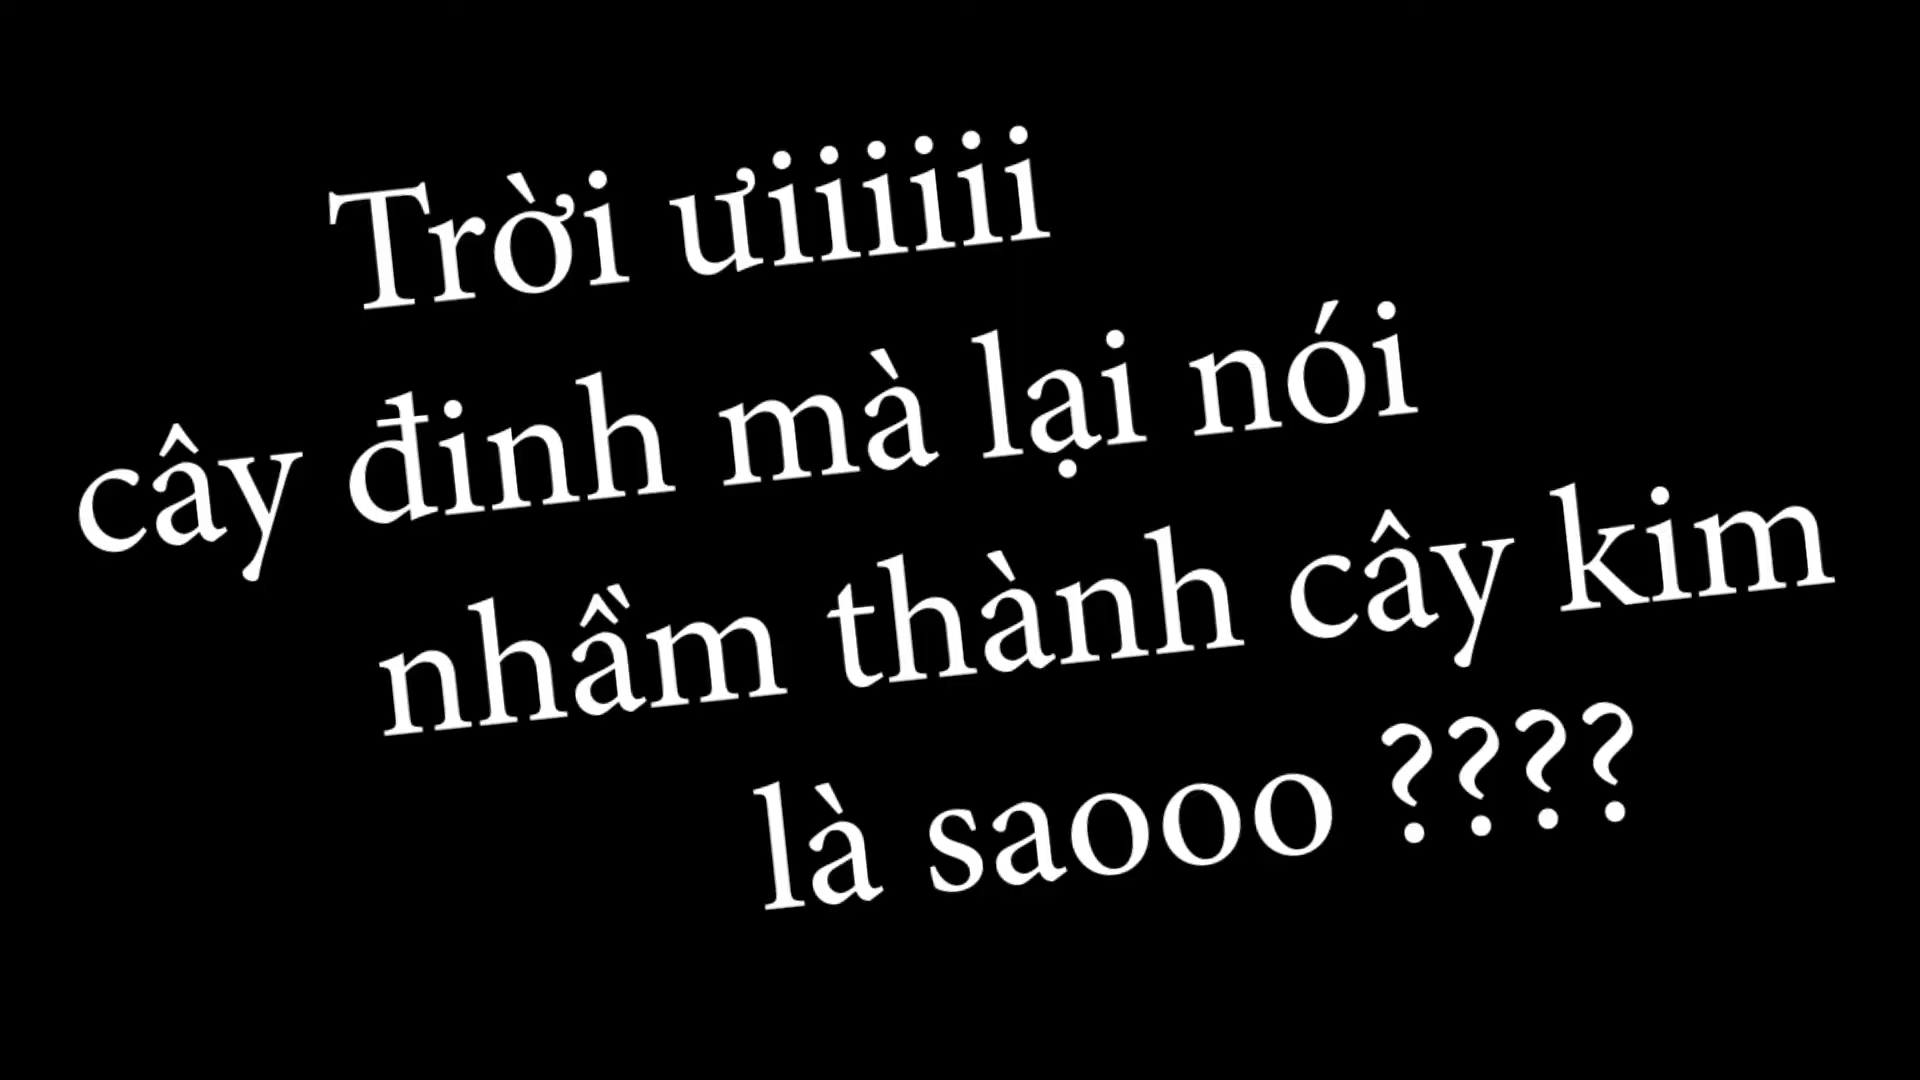 Trời ưiiiiii
cây đinh mà lại nói
nhầm thành cây kim
là saooo ????